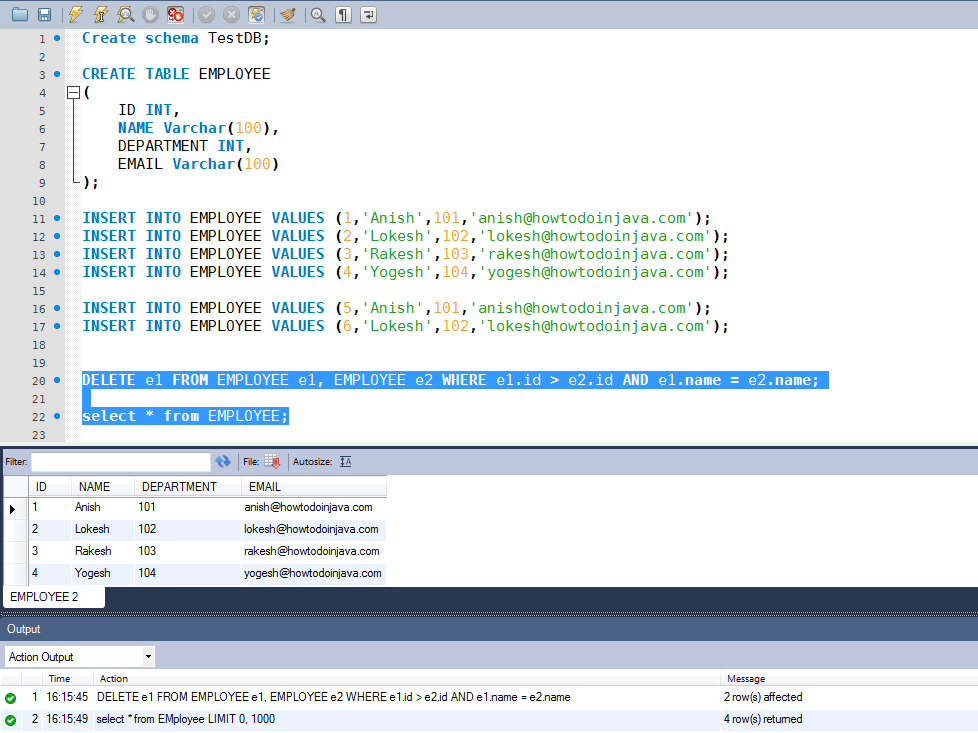 1 Create schema TestDB;
2
3 CREATE TABLE EMPLOYEE
4 (
5 ID INT,
6 NAME Varchar(100),
7 DEPARTMENT INT,
8 EMAIL Varchar(100)
9 );
10
11 INSERT INTO EMPLOYEE VALUES (1,'Anish',101,'anish@howtodoinjava.com');
12 INSERT INTO EMPLOYEE VALUES (2,'Lokesh',102,'lokesh@howtodoinjava.com');
13 INSERT INTO EMPLOYEE VALUES (3,'Rakesh',103,'rakesh@howtodoinjava.com');
14 INSERT INTO EMPLOYEE VALUES (4,'Yogesh',104,'yogesh@howtodoinjava.com');
15
16 INSERT INTO EMPLOYEE VALUES (5,'Anish',101,'anish@howtodoinjava.com');
17 INSERT INTO EMPLOYEE VALUES (6,'Lokesh',102,'lokesh@howtodoinjava.com');
18
19
20 DELETE e1 FROM EMPLOYEE e1, EMPLOYEE e2 WHERE e1.id > e2.id AND e1.name = e2.name;
21
22 select * from EMPLOYEE;
23
Filter: File: Autosize:
ID NAME DEPARTMENT EMAIL
1 Anish 101 anish@howtodoinjava.com
2 Lokesh 102 lokesh@howtodoinjava.com
3 Rakesh 103 rakesh@howtodoinjava.com
4 Yogesh 104 yogesh@howtodoinjava.com
EMPLOYEE 2
Output
Action Output
Time Action Message
1 16:15:45 DELETE e1 FROM EMPLOYEE e1, EMPLOYEE e2 WHERE e1.id > e2.id AND e1.name = e2.name 2 row(s) affected
2 16:15:49 select * from EMployee LIMIT 0, 1000 4 row(s) returned